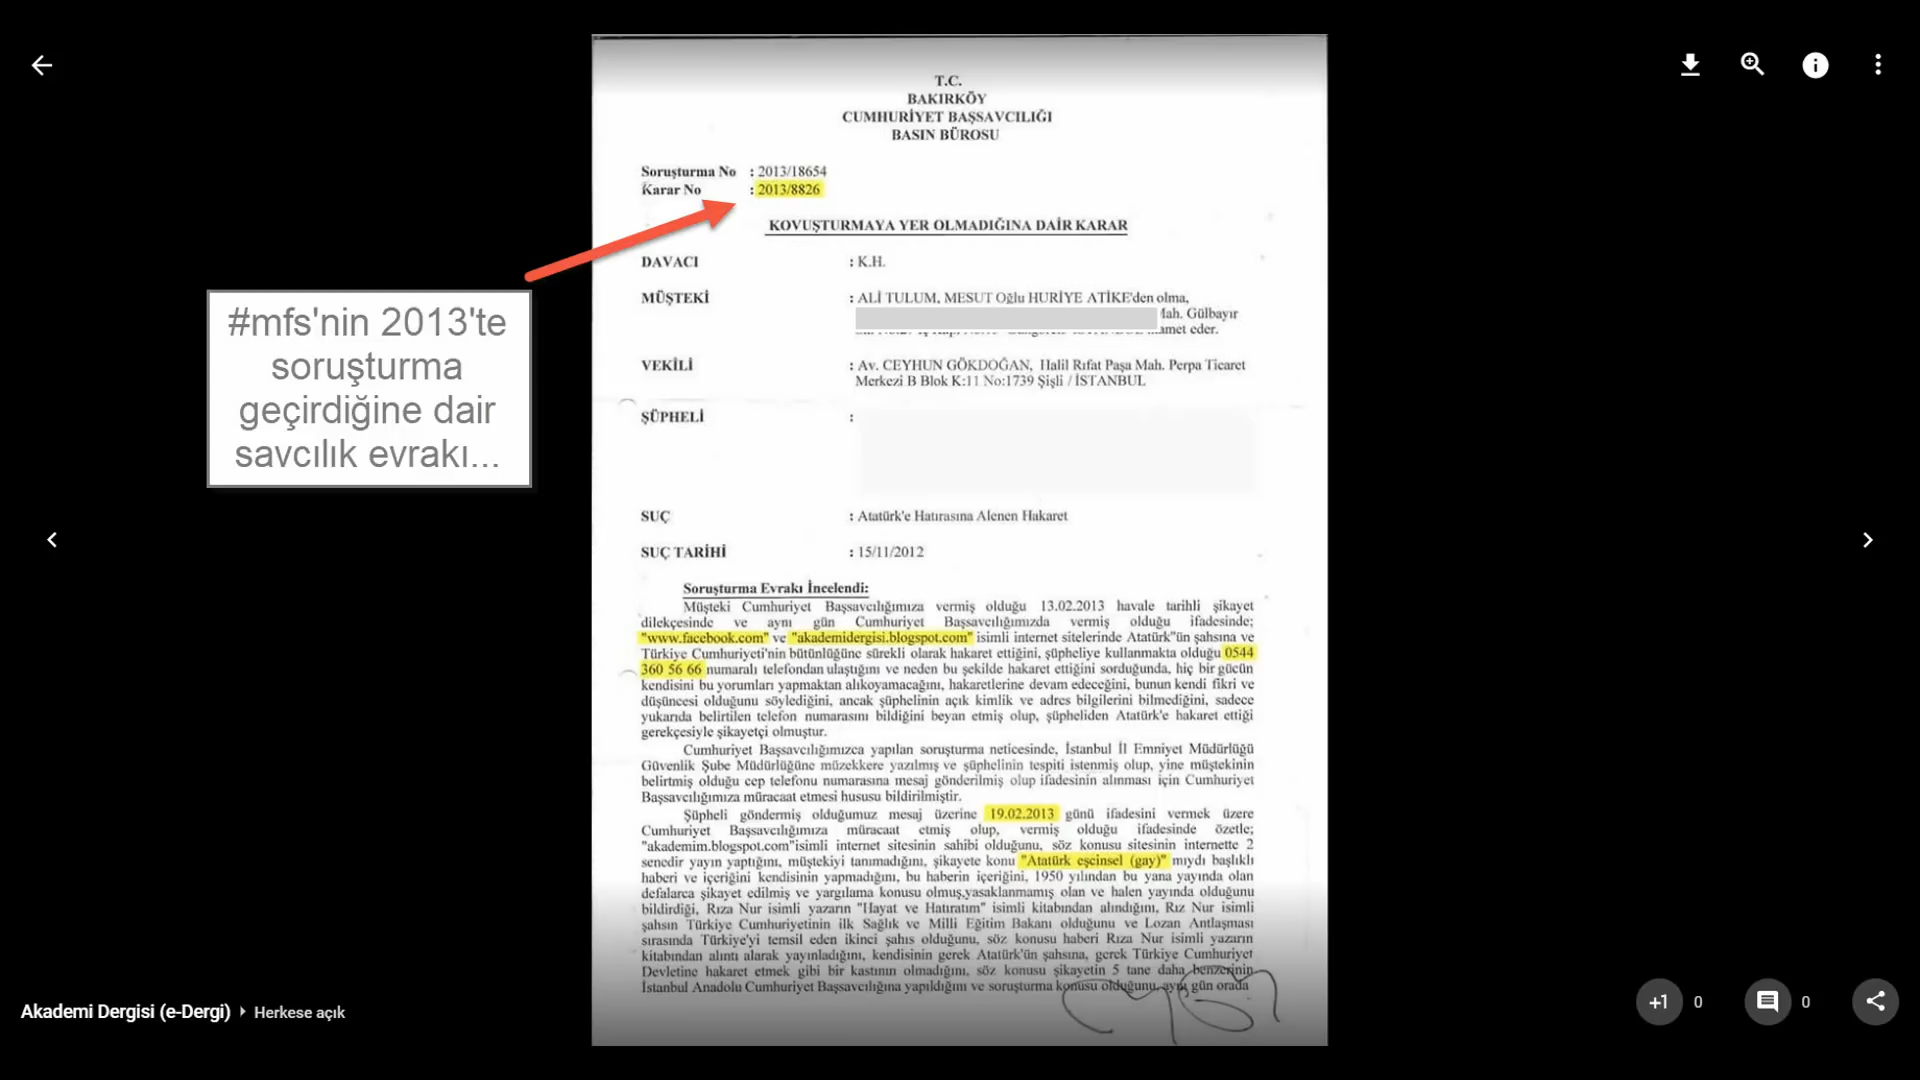 T.C.
BAKIRKÖY
CUMHURİYET BAŞSAVCILIĞI
BASIN BÜROSU
Soruşturma No : 2013/18654
Karar No : 2013/8826
KOVUŞTURMAYA YER OLMADIĞINA DAİR KARAR
DAVACI : K.H.
MÜŞTEKİ : ALİ TULUM, MESUT Oğlu HURİYE ATİKE'den olma,
Mah. Gülbayır
amet eder.
VEKİLİ : Av. CEYHUN GÖKDOĞAN, Halil Rıfat Paşa Mah. Perpa Ticaret
Merkezi B Blok K:11 No:1739 Şişli / İSTANBUL
ŞÜPHELİ :
SUÇ : Atatürk'e Hatırasına Alenen Hakaret
SUÇ TARİHİ : 15/11/2012
Soruşturma Evrakı İncelendi:
Müşteki Cumhuriyet Başsavcılığımıza vermiş olduğu 13.02.2013 havale tarihli şikayet
dilekçesinde ve aynı gün Cumhuriyet Başsavcılığımızda vermiş olduğu ifadesinde;
"www.facebook.com" ve "akademidergisi.blogspot.com" isimli internet sitelerinde Atatürk"ün şahsına ve
Türkiye Cumhuriyeti'nin bütünlüğüne sürekli olarak hakaret ettiğini, şüpheliye kullanmakta olduğu 0544
360 56 66 numaralı telefondan ulaştığını ve neden bu şekilde hakaret ettiğini sorduğunda, hiç bir gücün
kendisini bu yorumları yapmaktan alıkoyamacağını, hakaretlerine devam edeceğini, bunun kendi fikri ve
düşüncesi olduğunu söylediğini, ancak şüphelinin açık kimlik ve adres bilgilerini bilmediğini, sadece
yukarıda belirtilen telefon numarasını bildiğini beyan etmiş olup, şüpheliden Atatürk'e hakaret ettiği
gerekçesiyle şikayetçi olmuştur.
Cumhuriyet Başsavcılığımızca yapılan soruşturma neticesinde, İstanbul İl Emniyet Müdürlüğü
Güvenlik Şube Müdürlüğüne müzekkere yazılmış ve şüphelinin tespiti istenmiş olup, yine müştekinin
belirtmiş olduğu cep telefonu numarasına mesaj gönderilmiş olup ifadesinin alınması için Cumhuriyet
Başsavcılığımıza müracaat etmesi hususu bildirilmiştir.
Şüpheli göndermiş olduğumuz mesaj üzerine 19.02.2013 günü ifadesini vermek üzere
Cumhuriyet Başsavcılığımıza müracaat etmiş olup, vermiş olduğu ifadesinde özetle;
"akademim.blogspot.com"isimli internet sitesinin sahibi olduğunu, söz konusu sitesinin internette 2
senedir yayın yaptığını, müştekiyi tanımadığını, şikayete konu "Atatürk eşcinsel (gay)" mıydı başlıklı
haberi ve içeriğini kendisinin yapmadığını, bu haberin içeriğini, 1950 yılından bu yana yayında olan
defalarca şikayet edilmiş ve yargılama konusu olmuş,yasaklanmamış olan ve halen yayında olduğunu
bildirdiği, Rıza Nur isimli yazarın "Hayat ve Hatıratım" isimli kitabından alındığını, Rız Nur isimli
şahsın Türkiye Cumhuriyetinin ilk Sağlık ve Milli Eğitim Bakanı olduğunu ve Lozan Antlaşması
sırasında Türkiye'yi temsil eden ikinci şahıs olduğunu, söz konusu haberi Rıza Nur isimli yazarın
kitabından alıntı alarak yayınladığını, kendisinin gerek Atatürk'ün şahsına, gerek Türkiye Cumhuriyet
Devletine hakaret etmek gibi bir kastının olmadığını, söz konusu şikayetin 5 tane daha benzerinin
İstanbul Anadolu Cumhuriyet Başsavcılığına yapıldığını ve soruşturma konusu olduğunu, aynı gün orada
#mfs'nin 2013'te
soruşturma
geçirdiğine dair
savcılık evrakı...
Akademi Dergisi (e-Dergi) Herkese açık
+1 0 0